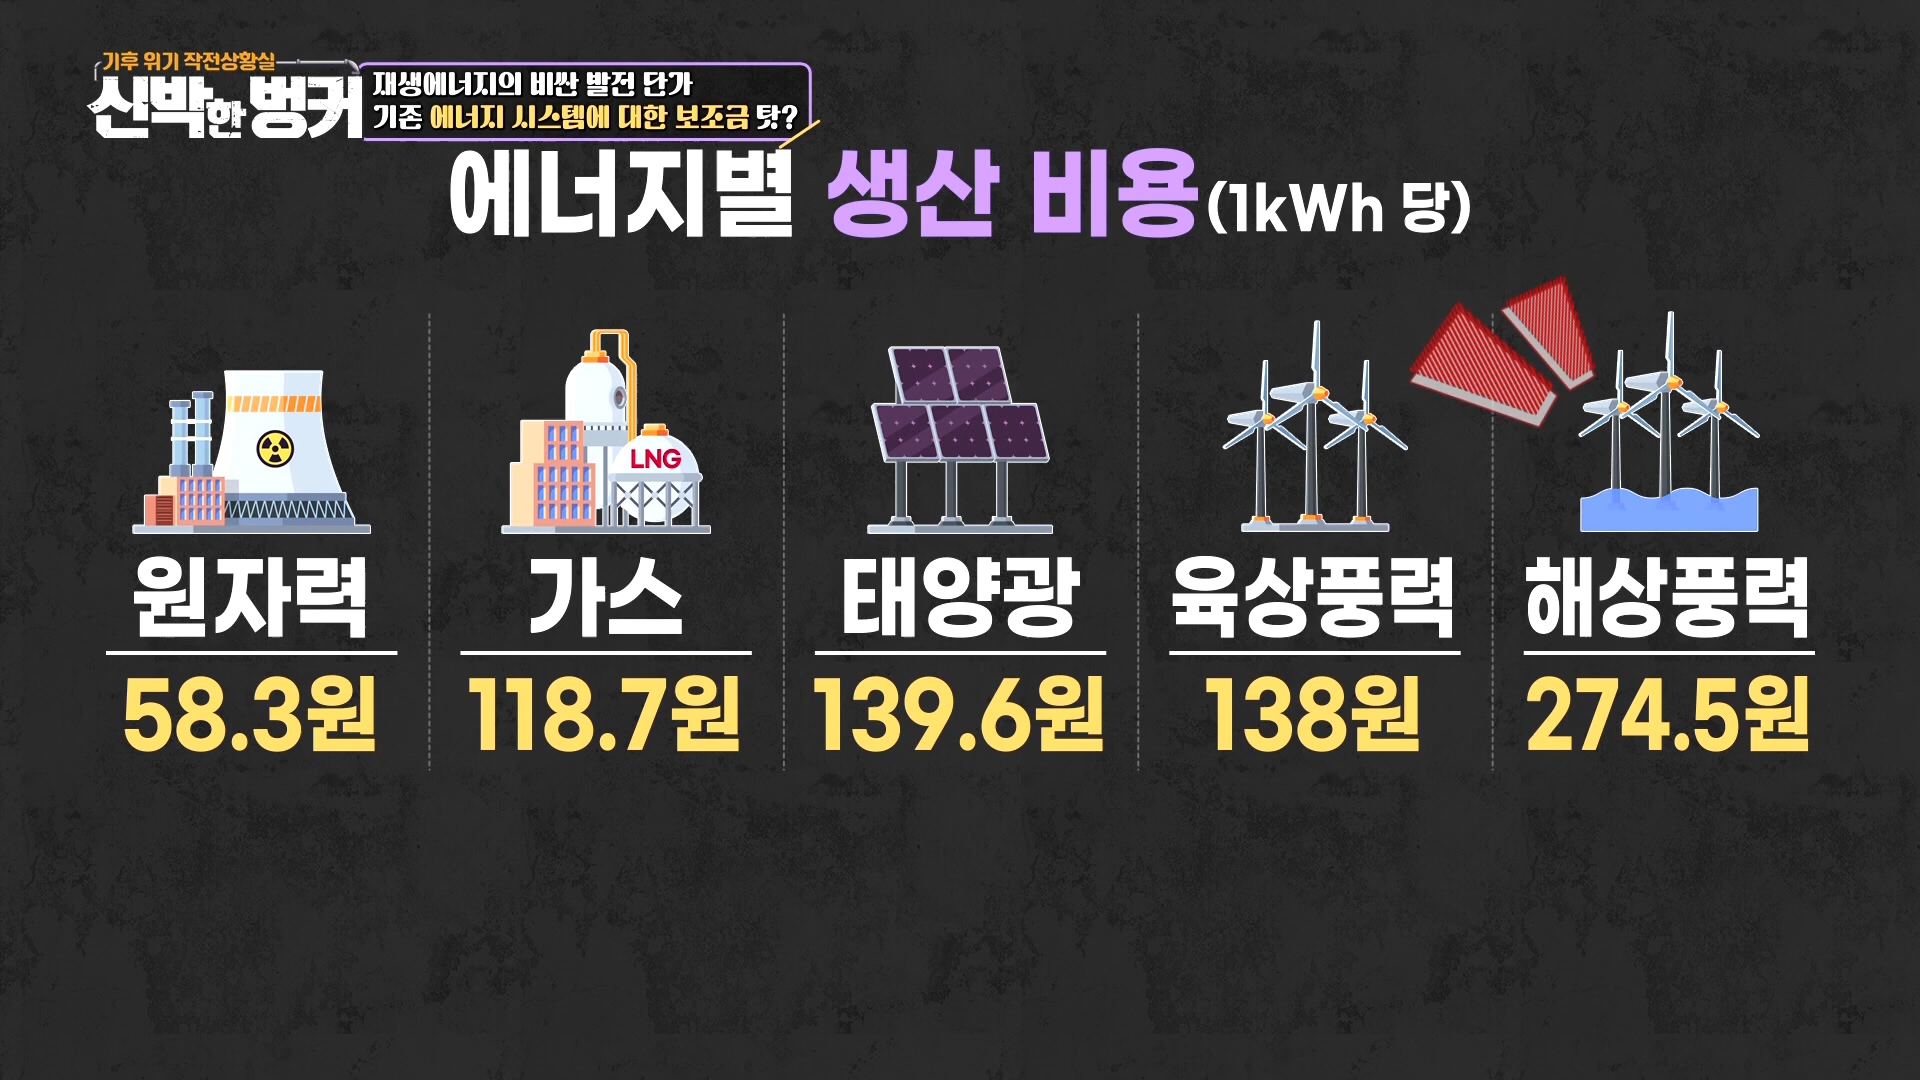 기후 위기 작전상황실
신박한 벙커
재생에너지의 비싼 발전 단가
기존 에너지 시스템에 대한 보조금 탓?
에너지별 생산 비용(1kWh 당)
LNG
원자력
58.3원
가스
118.7원
태양광
139.6원
육상풍력
138원
해상풍력
274.5원